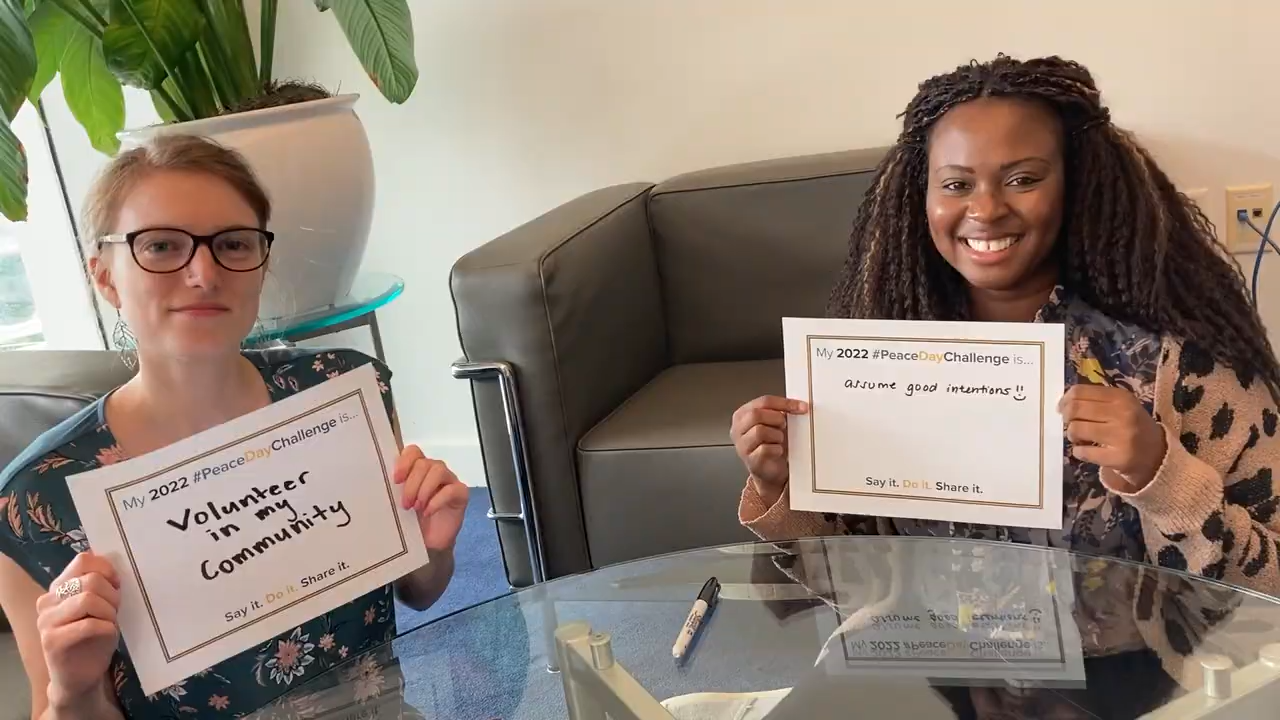 My 2022 #PeaceDayChallenge is...
Volunteer
in my
Community
Say it. Do it. Share it.
My 2022 #PeaceDayChallenge is...
assume good intentions!!
Say it. Do it. Share it.